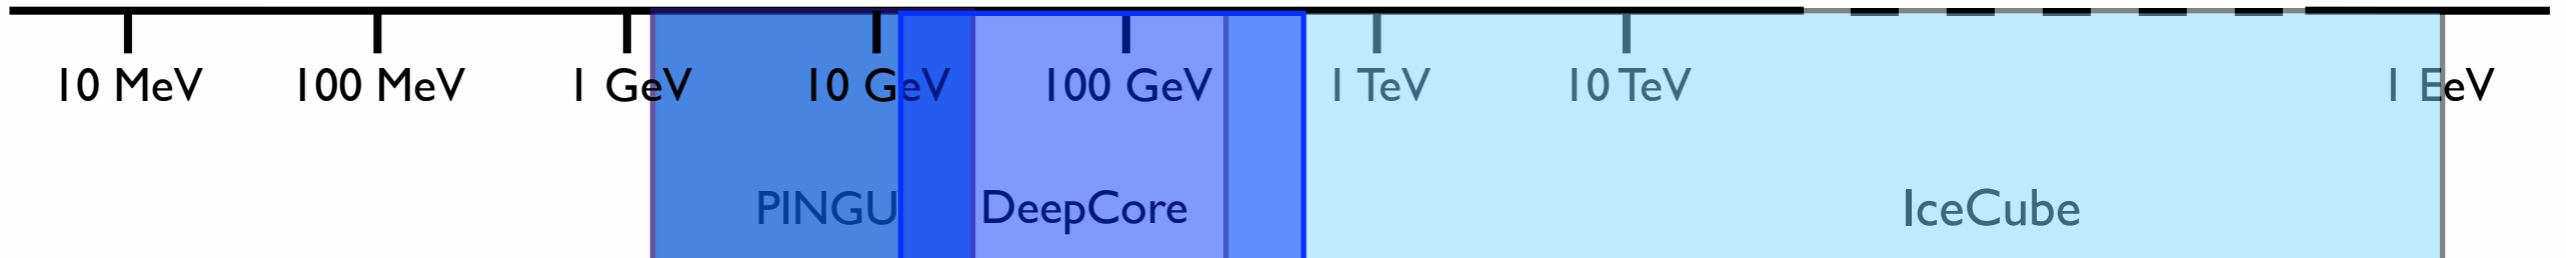 10 MeV 100 MeV 1 GeV 10 GeV 100 GeV 1 TeV 10 TeV 1 EeV
PINGU DeepCore IceCube